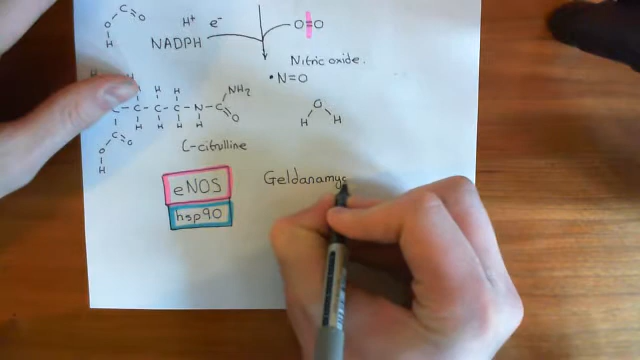 H⁺ e⁻
NADPH
O=O
Nitric oxide.
•N=O
C O
O
H
NH₂
H H H
C - C - C - C - N - C
O
H H H H
C O
O
H
O
H H
C-citrulline
eNOS
hsp90
Geldanamyc